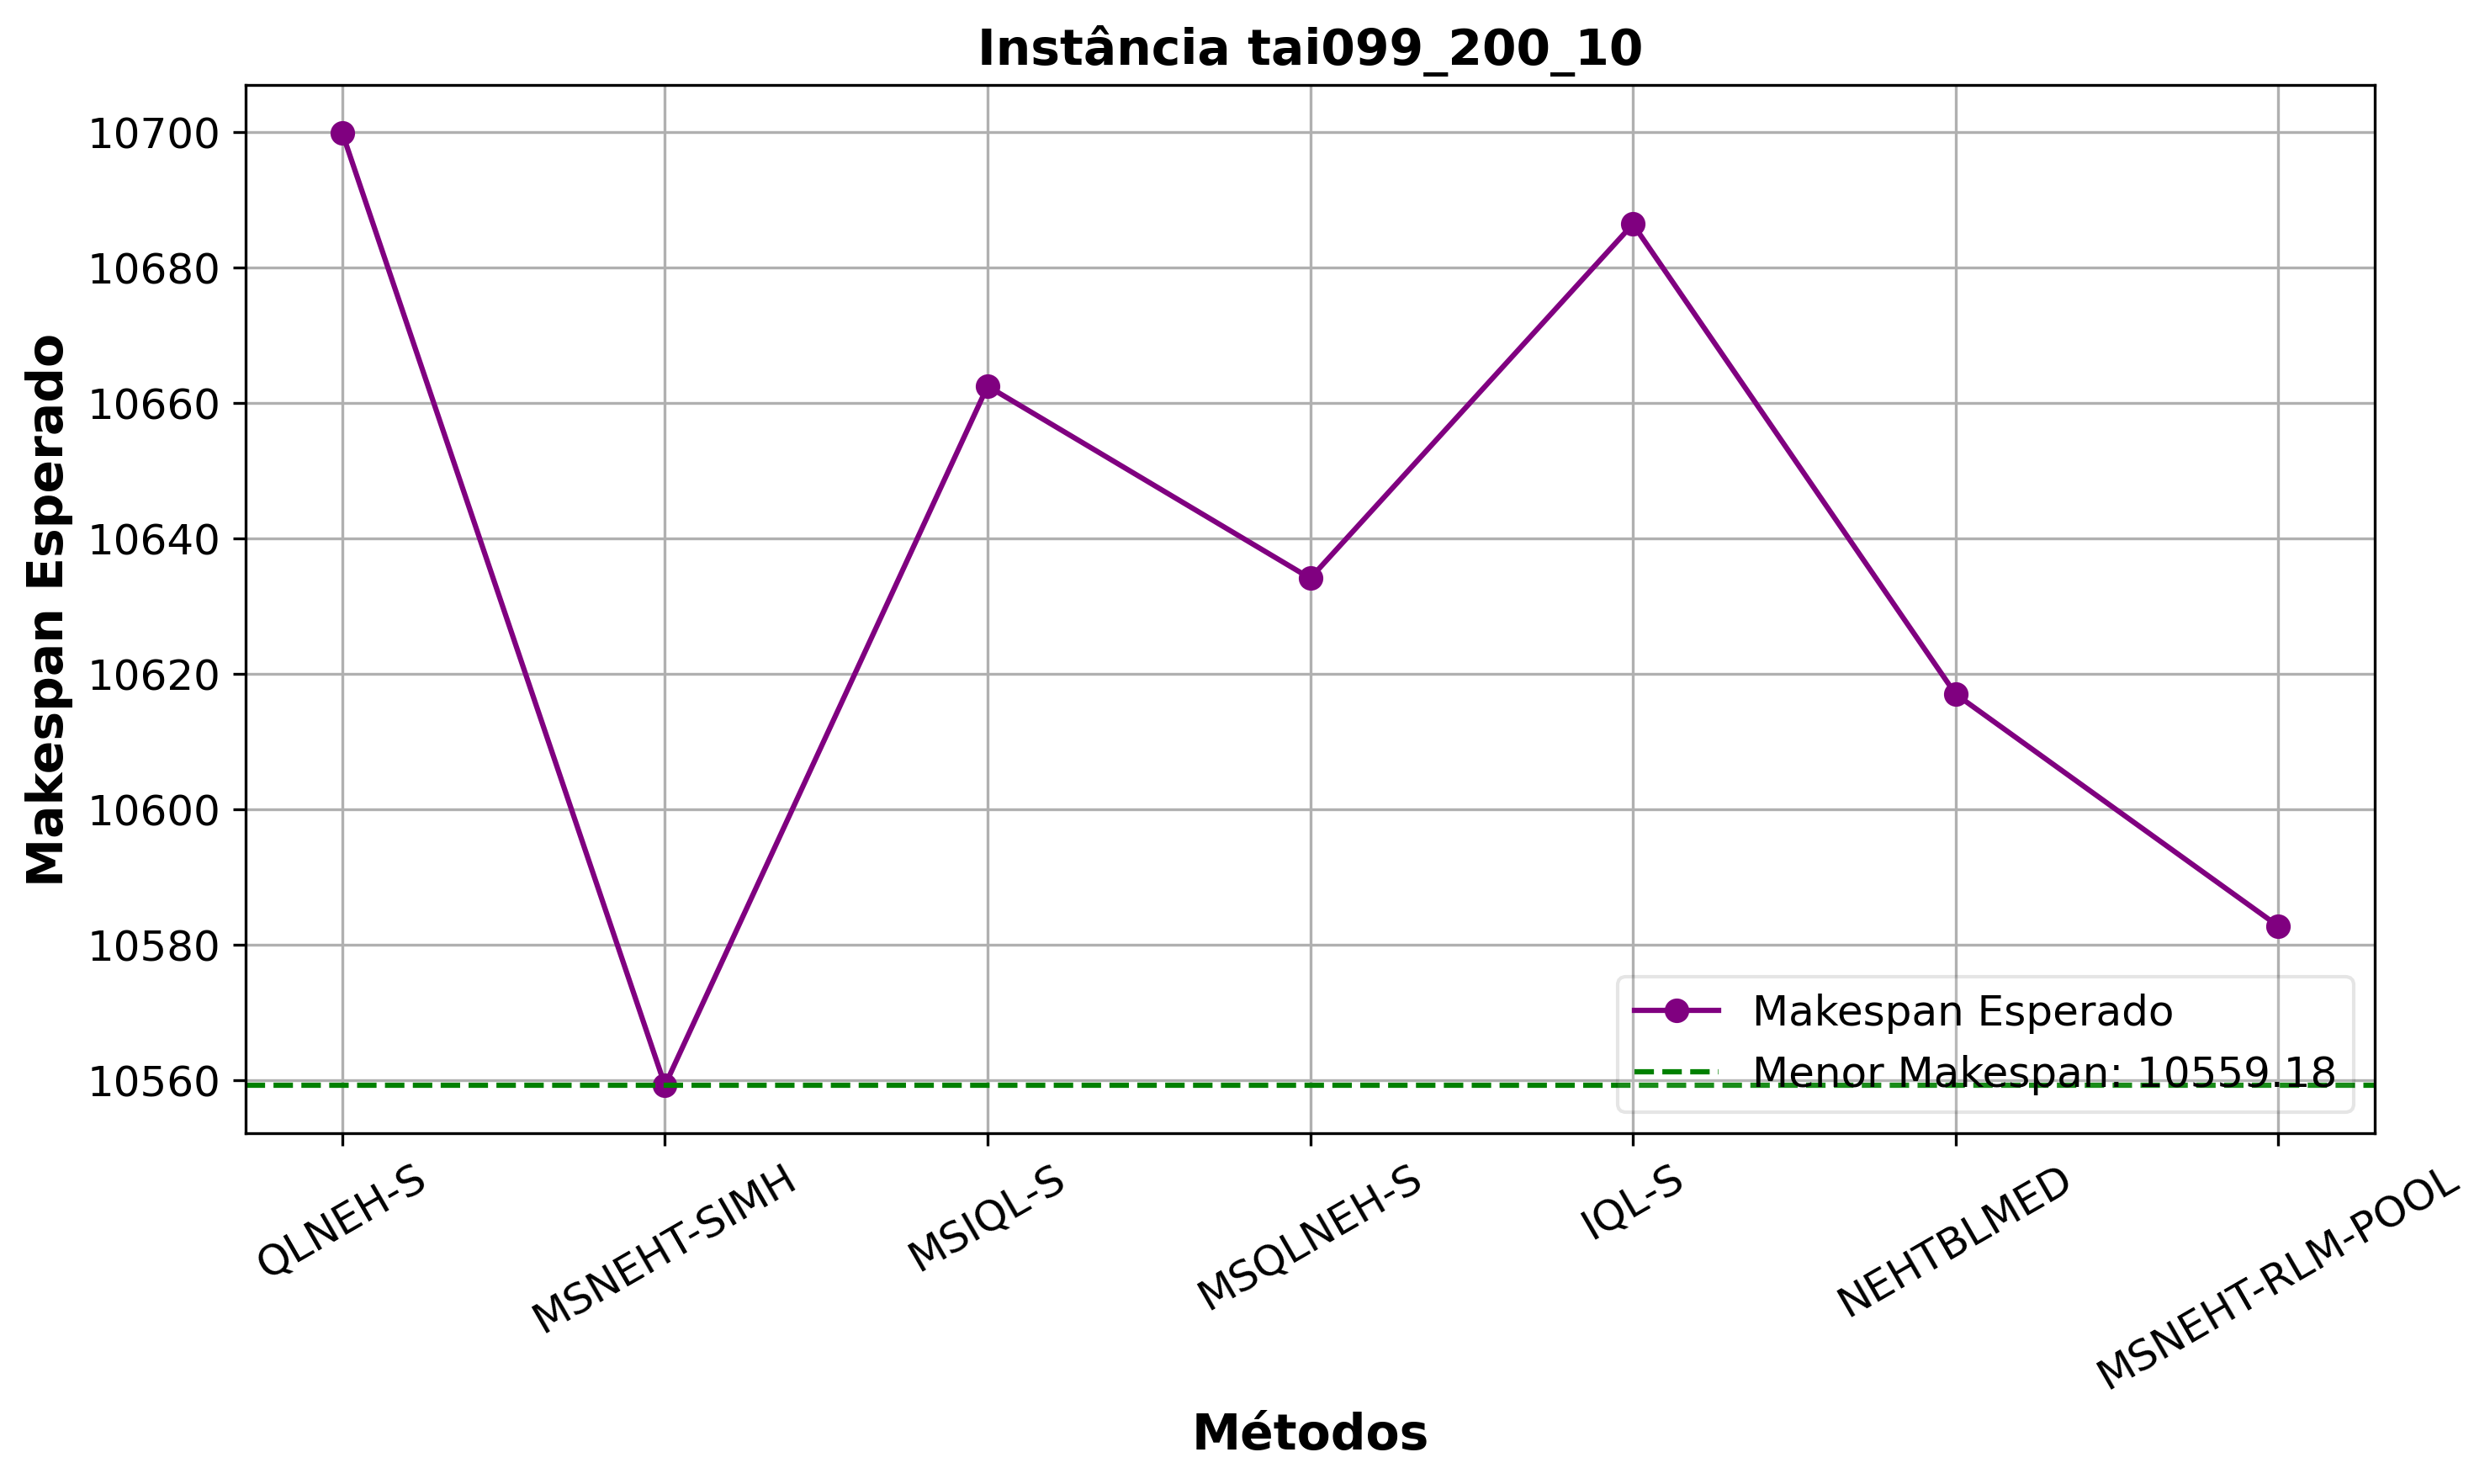 Instância tai099_200_10
Makespan Esperado
10700
10680
10660
10640
10620
10600
10580
10560
Makespan Esperado
Menor Makespan: 10559.18
QLNEH-S
MSNEHT-SIMH
MSIQL-S
MSQLNEH-S
IQL-S
NEHTBLMED
MSNEHT-RLM-POOL
Métodos